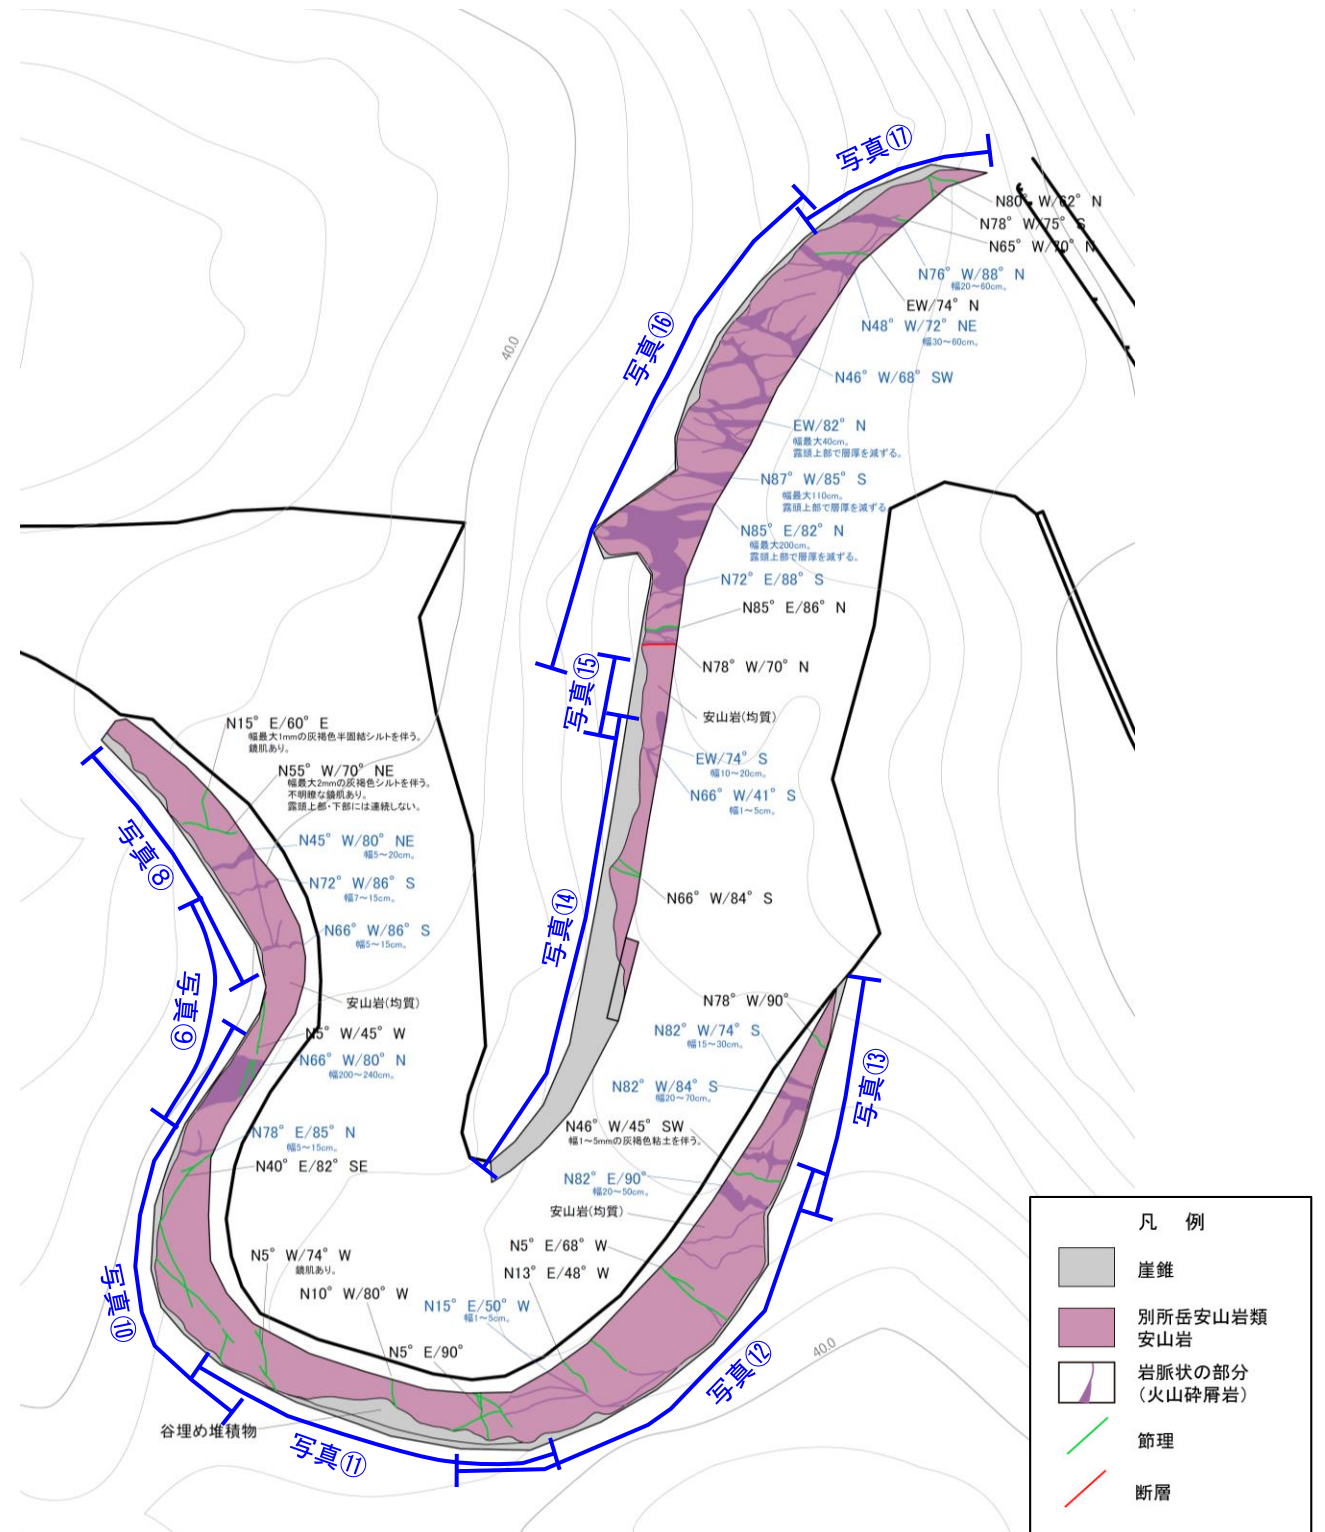 写真⑰
N80°W/62°N
N78°W/75°S
N65°W/70°N
N76°W/88°N
幅20~60cm。
EW/74°N
N48°W/72°NE
幅30~60cm。
写真⑯
40.0
N46°W/68°SW
EW/82°N
幅最大40cm。
露頭上部で層厚を減ずる。
N87°W/85°S
幅最大110cm。
露頭上部で層厚を減ずる。
N85°E/82°N
幅最大200cm。
露頭上部で層厚を減ずる。
N72°E/88°S
N85°E/86°N
写真⑮
N78°W/70°N
安山岩(均質)
EW/74°S
幅10~20cm。
N66°W/41°S
幅1~5cm。
N15°E/60°E
幅最大1mmの灰褐色半固結シルトを伴う。
鏡肌あり。
N55°W/70°NE
幅最大2mmの灰褐色シルトを伴う。
不明瞭な鏡肌あり。
露頭上部・下部には連続しない。
写真⑧
N45°W/80°NE
幅5~20cm。
N72°W/86°S
幅7~15cm。
N66°W/86°S
幅5~15cm。
写真⑭
N66°W/84°S
写真⑨
安山岩(均質)
N5°W/45°W
N66°W/80°N
幅200~240cm。
N78°W/90°
N82°W/74°S
幅15~30cm。
写真⑬
N82°W/84°S
幅20~70cm。
N78°E/85°N
幅5~15cm。
N40°E/82°SE
N46°W/45°SW
幅1~5mmの灰褐色粘土を伴う。
N82°E/90°
幅20~50cm。
安山岩(均質)
N5°E/68°W
N13°E/48°W
N5°W/74°W
鏡肌あり。
N10°W/80°W
N15°E/50°W
幅1~5cm。
N5°E/90°
写真⑩
写真⑫
40.0
谷埋め堆積物
写真⑪
凡 例
崖錐
別所岳安山岩類
安山岩
岩脈状の部分
(火山砕屑岩)
節理
断層